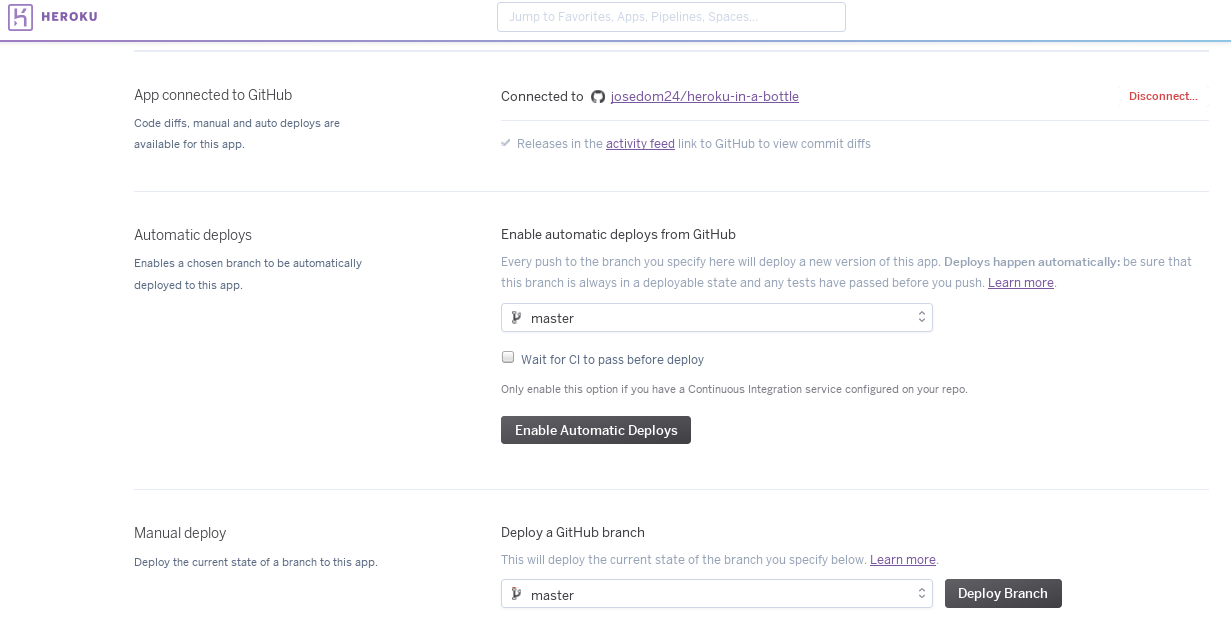 HEROKU
Jump to Favorites, Apps, Pipelines, Spaces...
App connected to GitHub
Code diffs, manual and auto deploys are
available for this app.
Connected to josedom24/heroku-in-a-bottle
Disconnect...
Releases in the activity feed link to GitHub to view commit diffs
Automatic deploys
Enables a chosen branch to be automatically
deployed to this app.
Enable automatic deploys from GitHub
Every push to the branch you specify here will deploy a new version of this app. Deploys happen automatically: be sure that
this branch is always in a deployable state and any tests have passed before you push. Learn more.
master
Wait for CI to pass before deploy
Only enable this option if you have a Continuous Integration service configured on your repo.
Enable Automatic Deploys
Manual deploy
Deploy the current state of a branch to this app.
Deploy a GitHub branch
This will deploy the current state of the branch you specify below. Learn more.
master
Deploy Branch